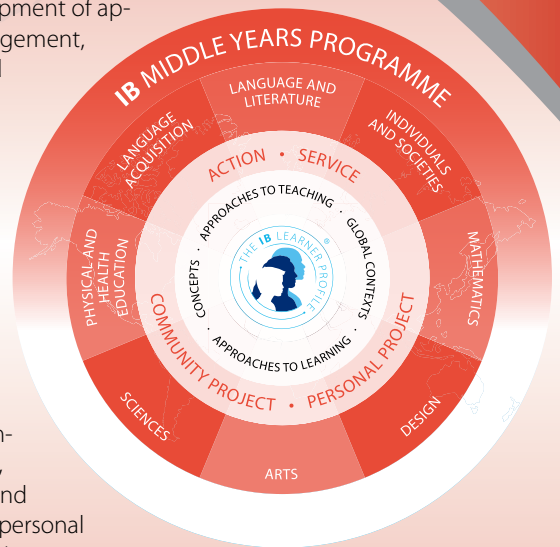 pment of ap-
gement,
IB MIDDLE YEARS PROGRAMME
LANGUAGE AND
LITERATURE
INDIVIDUALS
AND SOCIETIES
MATHEMATICS
DESIGN
ARTS
SCIENCES
PHYSICAL AND
HEALTH
EDUCATION
LANGUAGE
ACQUISITION
ACTION • SERVICE
PERSONAL PROJECT
•
COMMUNITY PROJECT
APPROACHES TO TEACHING
·
GLOBAL CONTEXTS
·
APPROACHES TO LEARNING
·
CONCEPTS
·
THE IB LEARNER PROFILE
®
n-
nd
personal